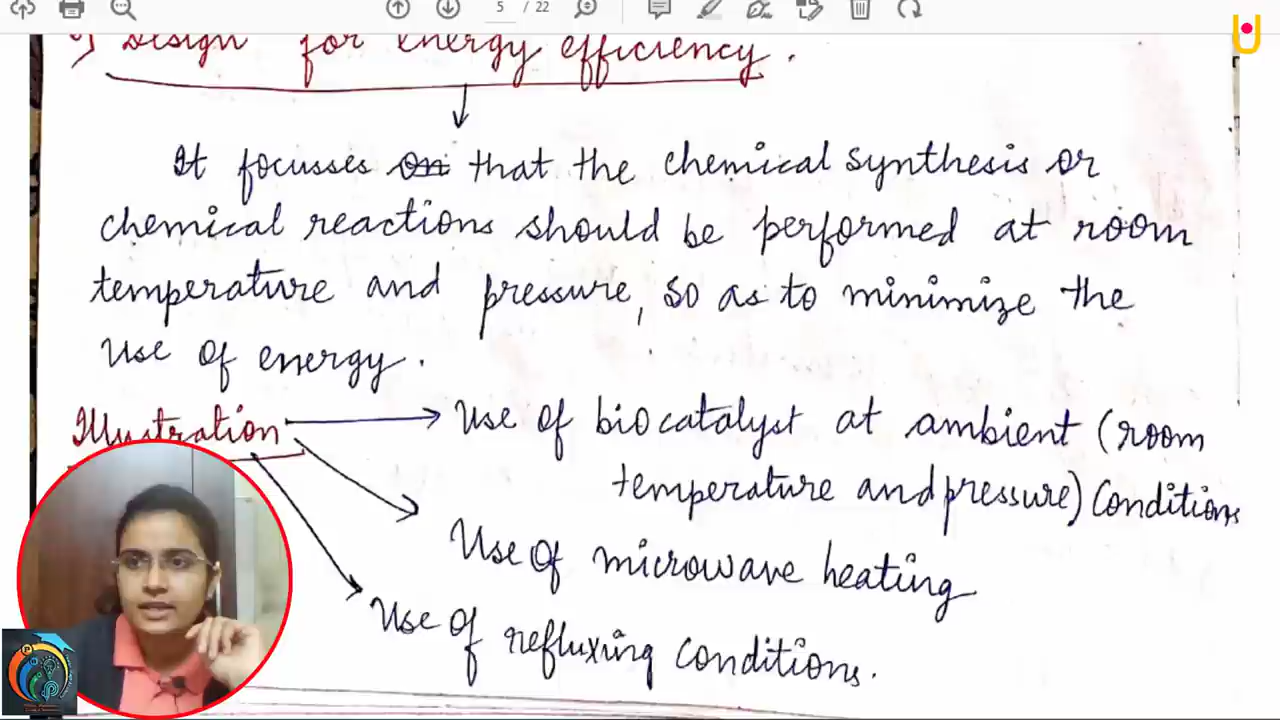 5 / 22
Design for energy efficiency.
It focusses on that the chemical synthesis or
chemical reactions should be performed at room
temperature and pressure, so as to minimize the
use of energy.
Illustration → Use of biocatalyst at ambient (room
temperature and pressure) conditions
Use of microwave heating
Use of refluxing conditions.